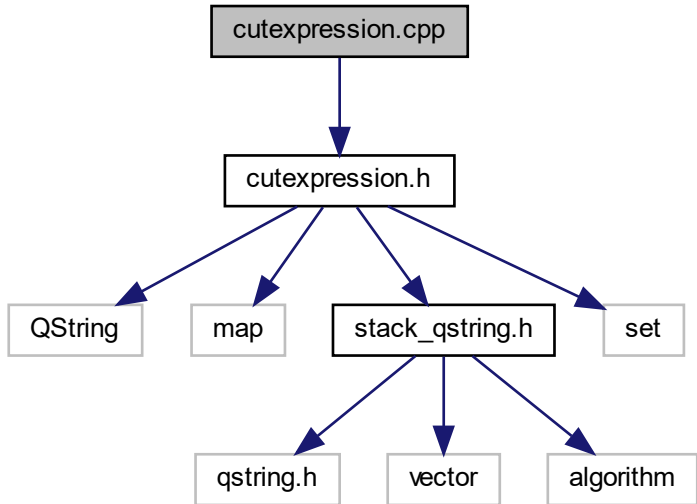 cutexpression.cpp
cutexpression.h
QString
map
stack_qstring.h
set
qstring.h
vector
algorithm